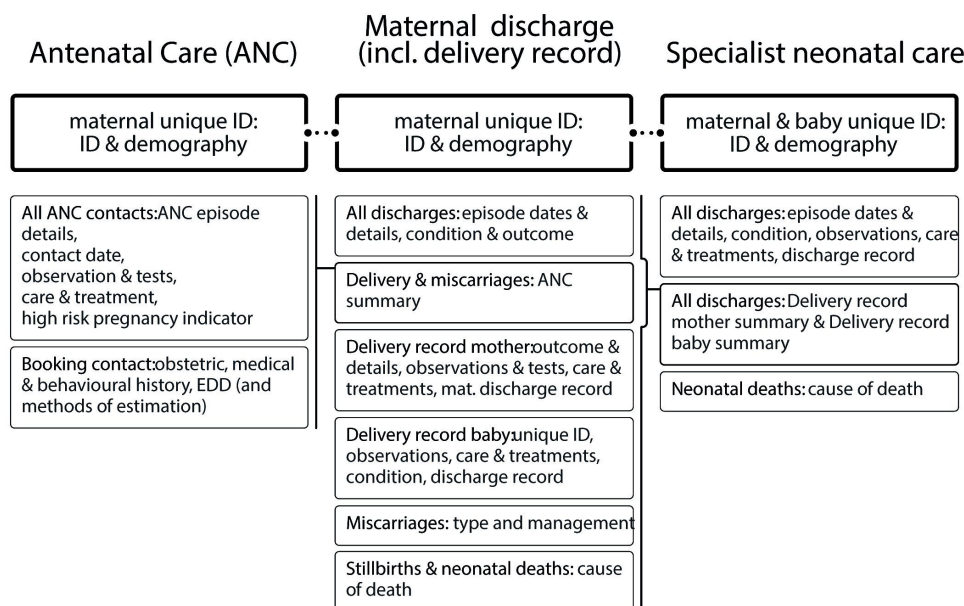 Antenatal Care (ANC)
maternal unique ID:
ID & demography
All ANC contacts:ANC episode
details,
contact date,
observation & tests,
care & treatment,
high risk pregnancy indicator
Booking contact:obstetric, medical
& behavioural history, EDD (and
methods of estimation)
Maternal discharge
(incl. delivery record)
maternal unique ID:
ID & demography
All discharges: episode dates &
details, condition & outcome
Delivery & miscarriages: ANC
summary
Delivery record mother:outcome &
details, observations & tests, care &
treatments, mat. discharge record
Delivery record baby:unique ID,
observations, care & treatments,
condition, discharge record
Miscarriages: type and management
Stillbirths & neonatal deaths: cause
of death
Specialist neonatal care
maternal & baby unique ID:
ID & demography
All discharges: episode dates &
details, condition, observations, care
& treatments, discharge record
All discharges: Delivery record
mother summary & Delivery record
baby summary
Neonatal deaths: cause of death